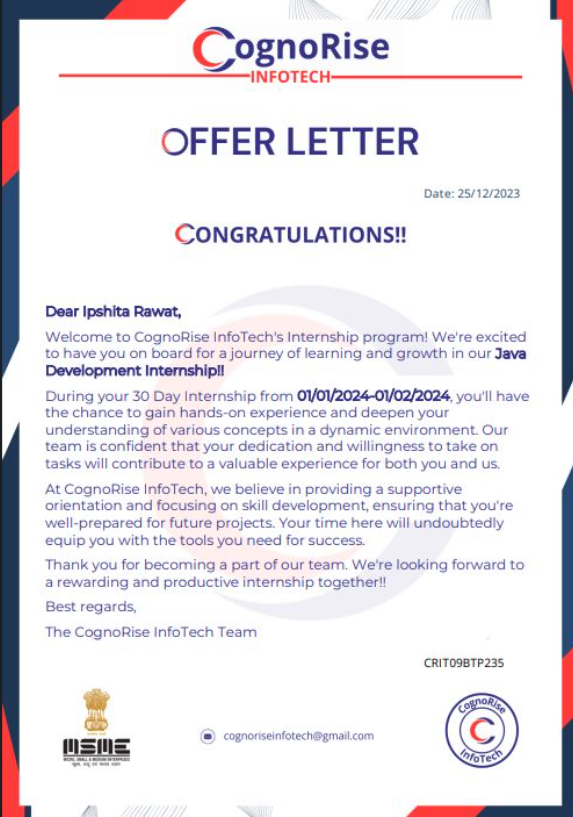 CognoRise
INFOTECH
OFFER LETTER
Date: 25/12/2023
CONGRATULATIONS!!
Dear Ipshita Rawat,
Welcome to CognoRise InfoTech's Internship program! We're excited
to have you on board for a journey of learning and growth in our Java
Development Internship!!
During your 30 Day Internship from 01/01/2024-01/02/2024, you'll have
the chance to gain hands-on experience and deepen your
understanding of various concepts in a dynamic environment. Our
team is confident that your dedication and willingness to take on
tasks will contribute to a valuable experience for both you and us.
At CognoRise InfoTech, we believe in providing a supportive
orientation and focusing on skill development, ensuring that you're
well-prepared for future projects. Your time here will undoubtedly
equip you with the tools you need for success.
Thank you for becoming a part of our team. We're looking forward to
a rewarding and productive internship together!!
Best regards,
The CognoRise InfoTech Team
CRIT09BTP235
MSME
MICRO, SMALL & MEDIUM ENTERPRISES
सूक्ष्म, लघु एवं मध्यम उद्यम
cognoriseinfotech@gmail.com
CognoRise
InfoTech